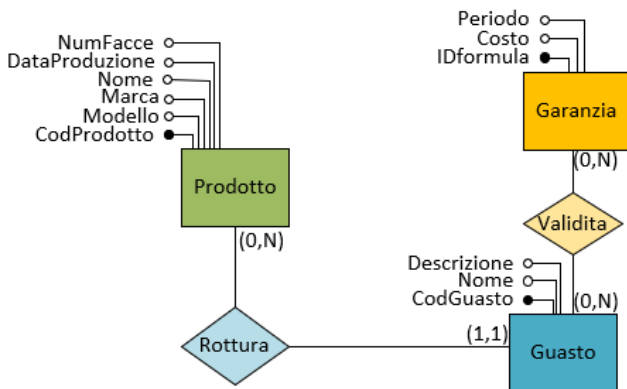 NumFacce
DataProduzione
Nome
Marca
Modello
CodProdotto
Prodotto
(0,N)
Rottura
(1,1)
Periodo
Costo
IDformula
Garanzia
(0,N)
Validita
Descrizione
Nome
CodGuasto
(0,N)
Guasto